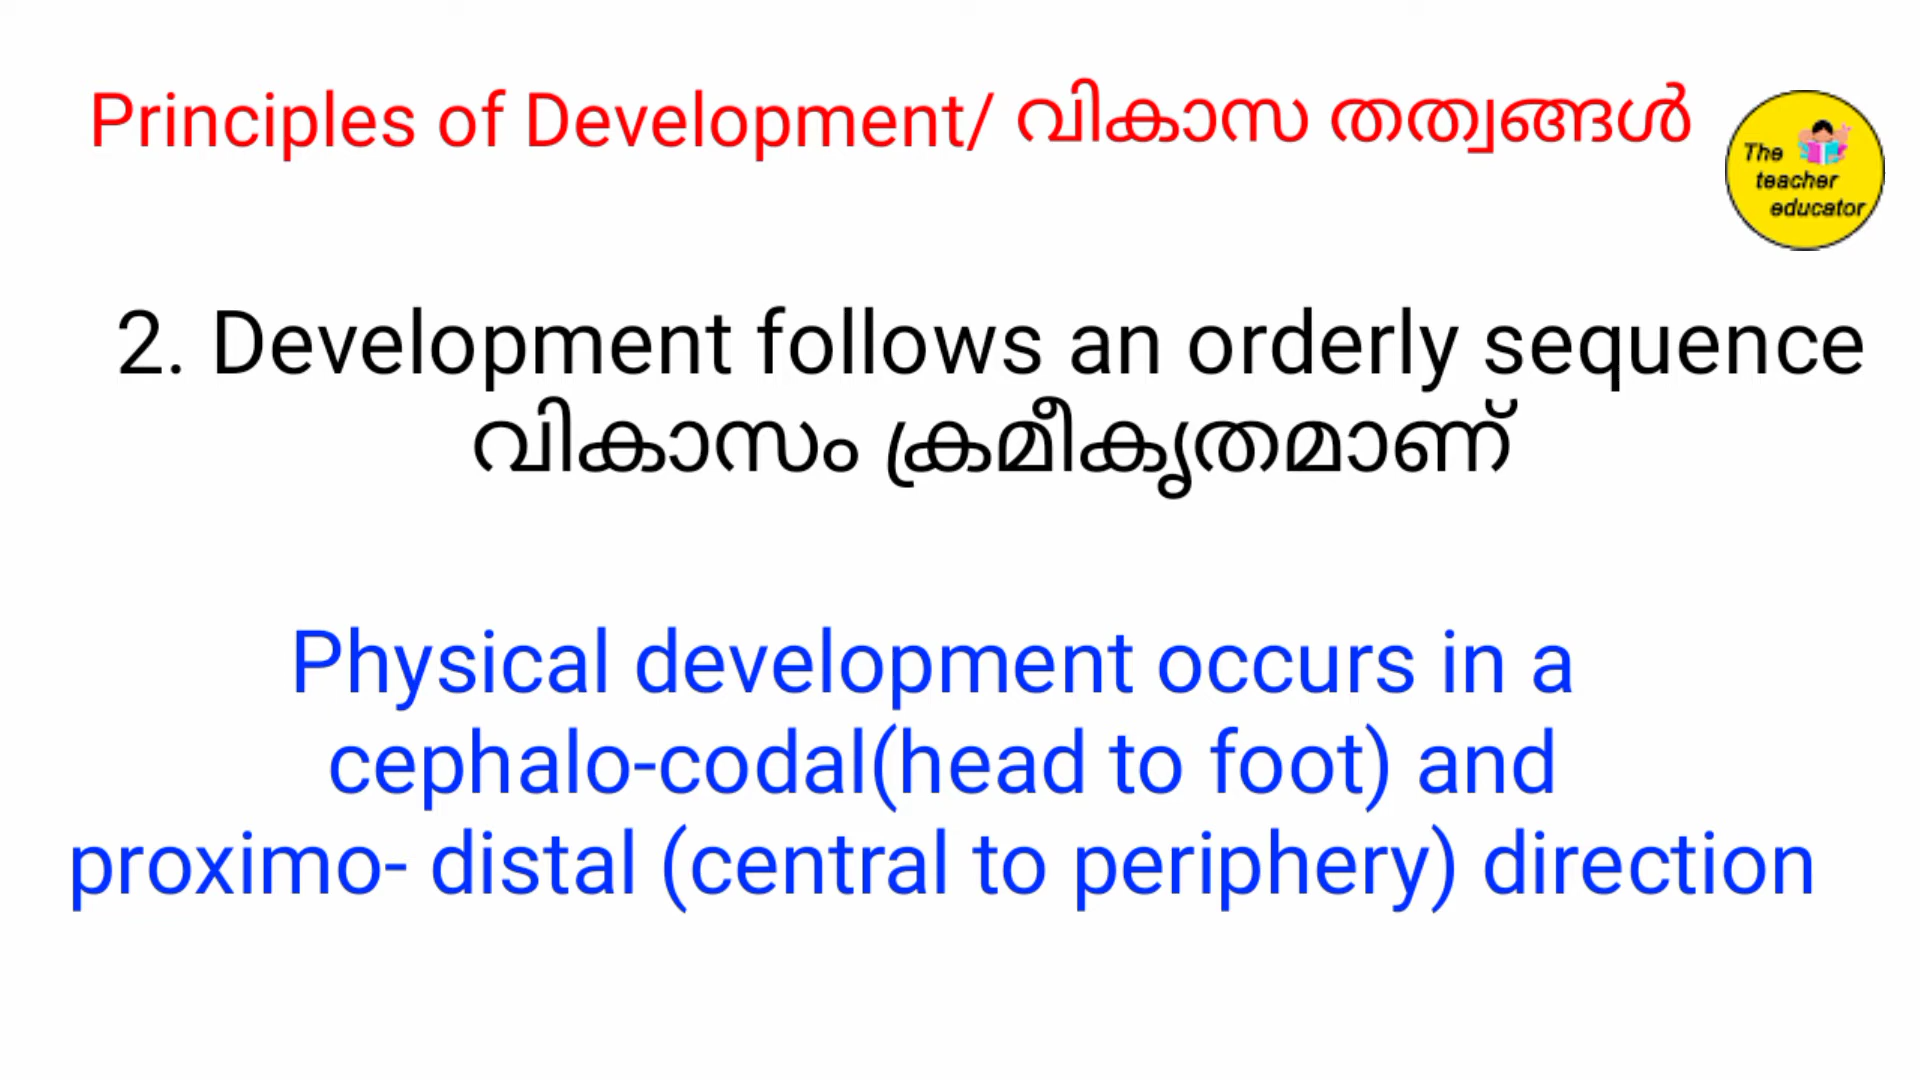 Principles of Development/ വികാസ തത്വങ്ങൾ
The
teacher
educator
2. Development follows an orderly sequence
വികാസം ക്രമീകൃതമാണ്
Physical development occurs in a
cephalo-codal(head to foot) and
proximo- distal (central to periphery) direction